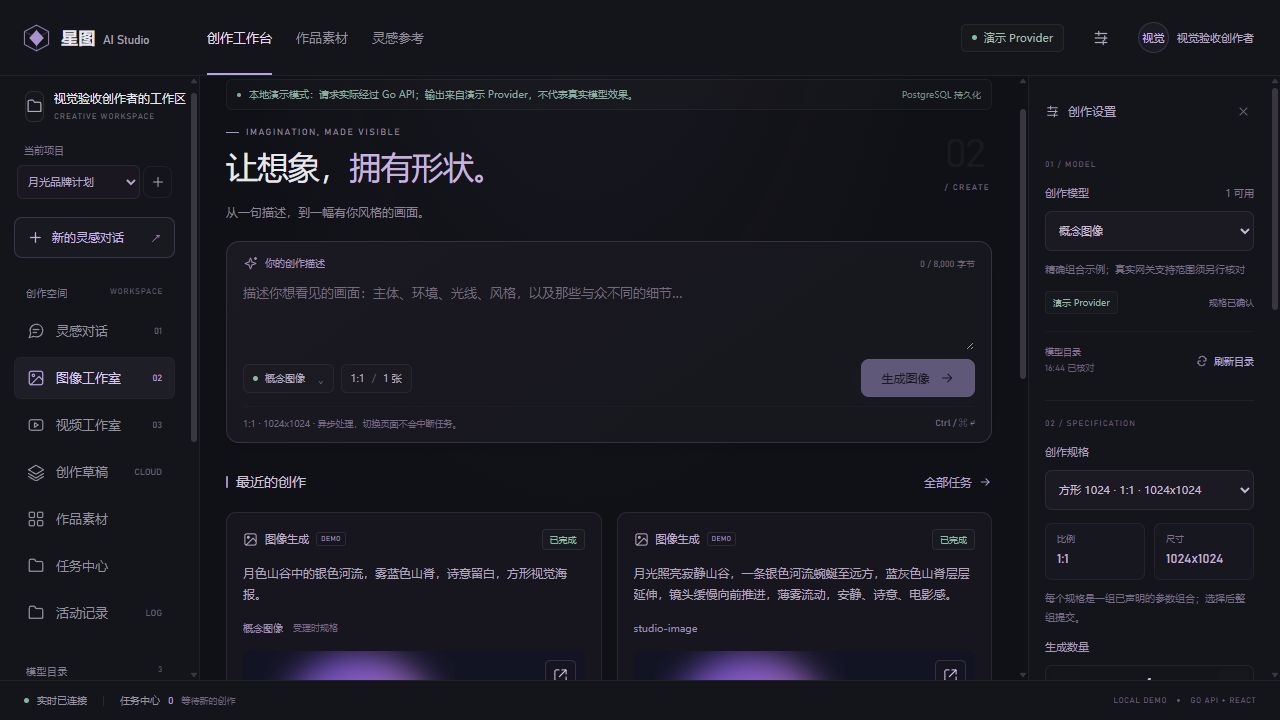 星图 AI Studio
创作工作台
作品素材
灵感参考
演示 Provider
视觉
视觉验收创作者
视觉验收创作者的工作区
CREATIVE WORKSPACE
当前项目
月光品牌计划
新的灵感对话
创作空间 WORKSPACE
灵感对话 01
图像工作室 02
视频工作室 03
创作草稿 CLOUD
作品素材
任务中心
活动记录 LOG
模型目录 3
本地演示模式：请求实际经过 Go API；输出来自演示 Provider，不代表真实模型效果。
PostgreSQL 持久化
IMAGINATION, MADE VISIBLE
让想象，拥有形状。
02
/ CREATE
从一句描述，到一幅有你风格的画面。
你的创作描述
0 / 8,000 字节
描述你想看见的画面：主体、环境、光线、风格，以及那些与众不同的细节…
概念图像
1:1 / 1 张
生成图像 →
1:1 · 1024x1024 · 异步处理，切换页面不会中断任务。
Ctrl / ⌘ ↵
最近的创作
全部任务 →
图像生成 DEMO
已完成
月色山谷中的银色河流，雾蓝色山脊，诗意留白，方形视觉海
报。
概念图像 受理时规格
图像生成 DEMO
已完成
月光照亮寂静山谷，一条银色河流蜿蜒至远方，蓝灰色山脊层层
延伸，镜头缓慢向前推进，薄雾流动，安静、诗意、电影感。
studio-image
创作设置
01 / MODEL
创作模型 1 可用
概念图像
精确组合示例；真实网关支持范围须另行核对
演示 Provider
规格已确认
模型目录
16:44 已核对
刷新目录
02 / SPECIFICATION
创作规格
方形 1024 · 1:1 · 1024x1024
比例
1:1
尺寸
1024x1024
每个规格是一组已声明的参数组合；选择后整
组提交。
生成数量
实时已连接
任务中心 0 等待新的创作
LOCAL DEMO • GO API + REACT